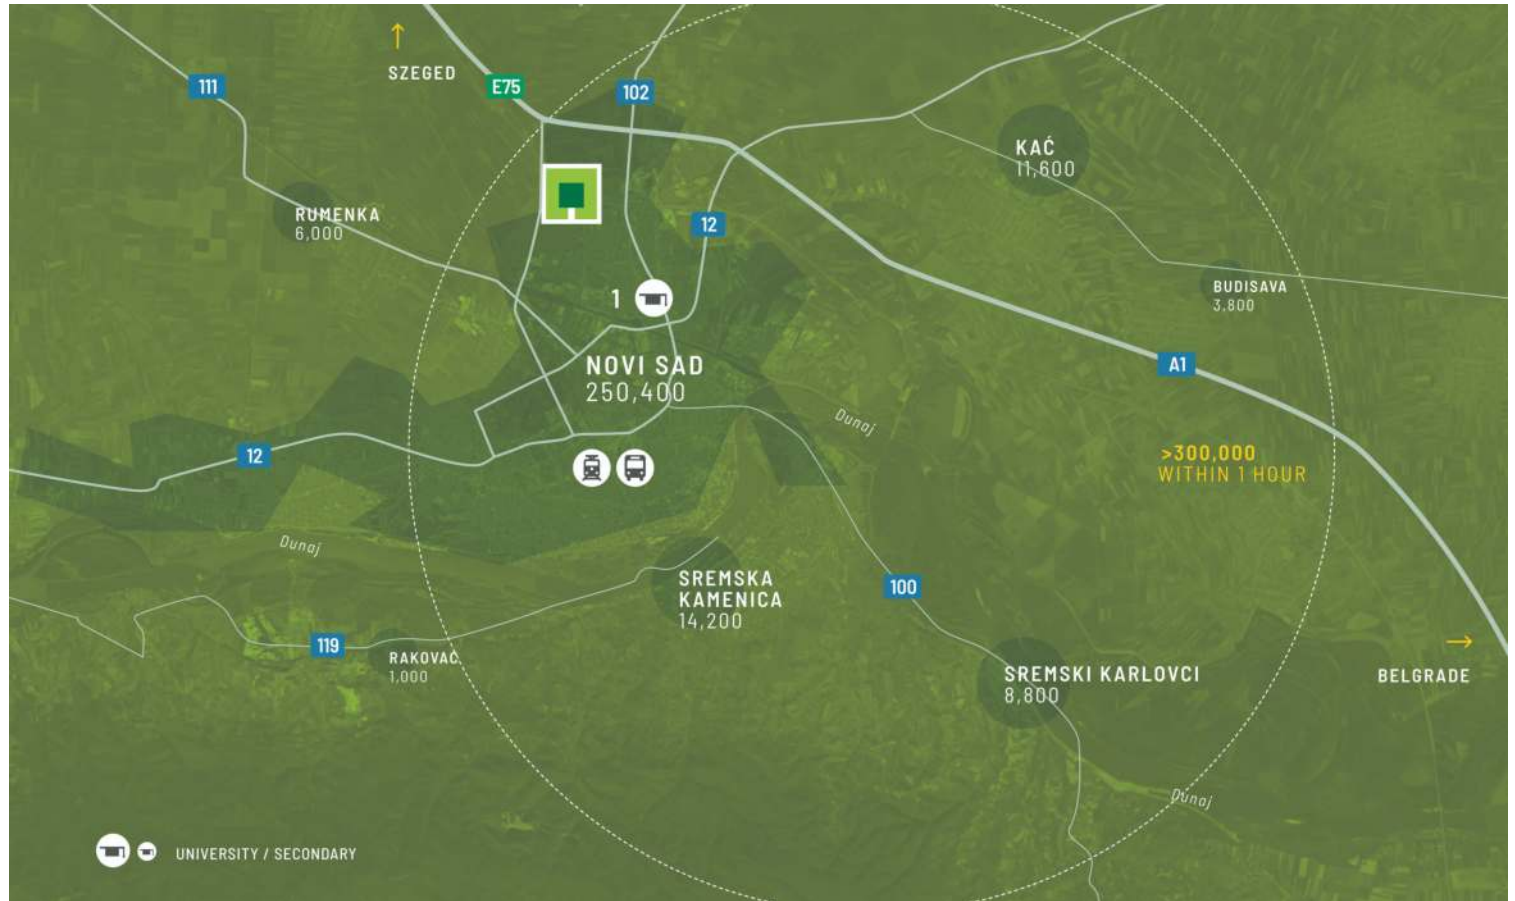 SZEGED
111
E75
102
KAĆ
11,600
RUMENKA
6,000
12
BUDISAVA
3,800
1
NOVI SAD
250,400
A1
Dunaj
12
>300,000
WITHIN 1 HOUR
Dunaj
SREMSKA
KAMENICA
14,200
100
119
RAKOVAC
1,000
SREMSKI KARLOVCI
8,800
BELGRADE
Dunaj
UNIVERSITY / SECONDARY